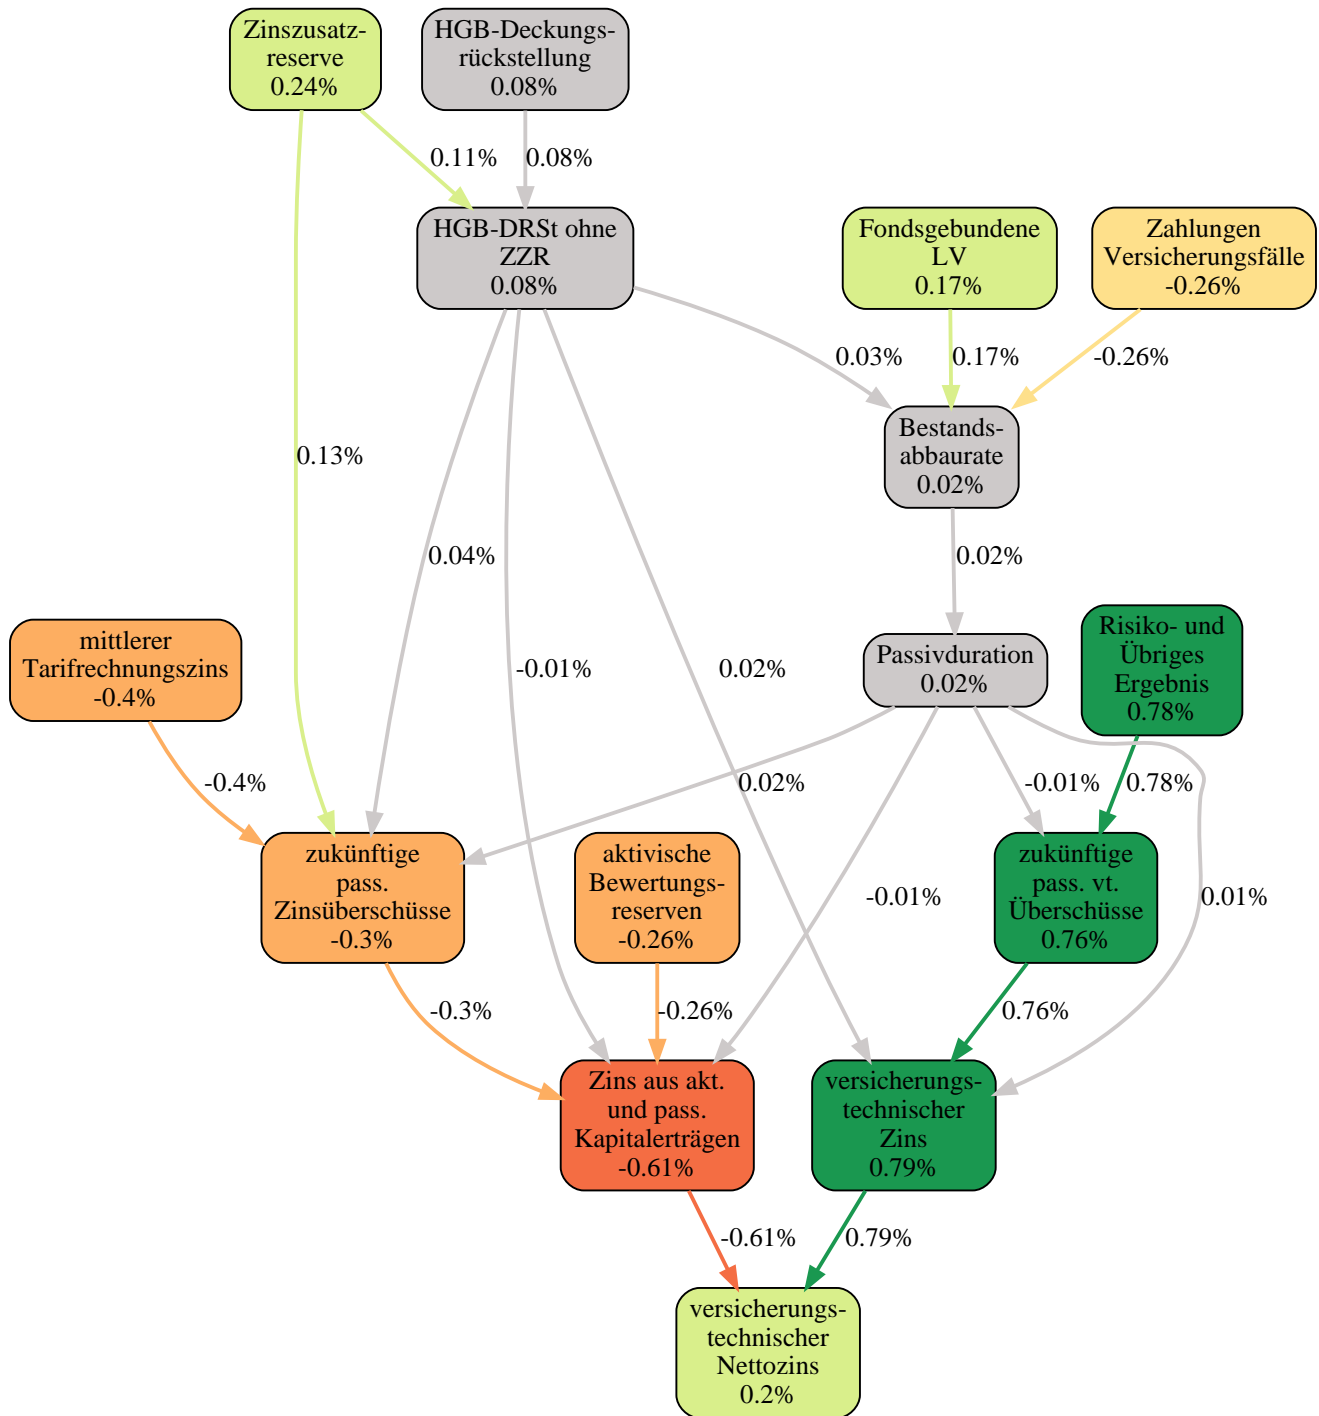 Zinszusatz-
reserve
0.24%
HGB-Deckungs-
rückstellung
0.08%
0.11%
0.08%
HGB-DRSt ohne
ZZR
0.08%
Fondsgebundene
LV
0.17%
Zahlungen
Versicherungsfälle
-0.26%
0.03%
0.17%
-0.26%
Bestands-
abbaurate
0.02%
0.13%
0.04%
0.02%
mittlerer
Tarifrechnungszins
-0.4%
-0.01%
0.02%
Passivduration
0.02%
Risiko- und
Übriges
Ergebnis
0.78%
-0.4%
0.02%
-0.01%
0.78%
zukünftige
pass.
Zinsüberschüsse
-0.3%
aktivische
Bewertungs-
reserven
-0.26%
-0.01%
zukünftige
pass. vt.
Überschüsse
0.76%
0.01%
-0.3%
-0.26%
0.76%
Zins aus akt.
und pass.
Kapitalerträgen
-0.61%
versicherungs-
technischer
Zins
0.79%
-0.61%
0.79%
versicherungs-
technischer
Nettozins
0.2%